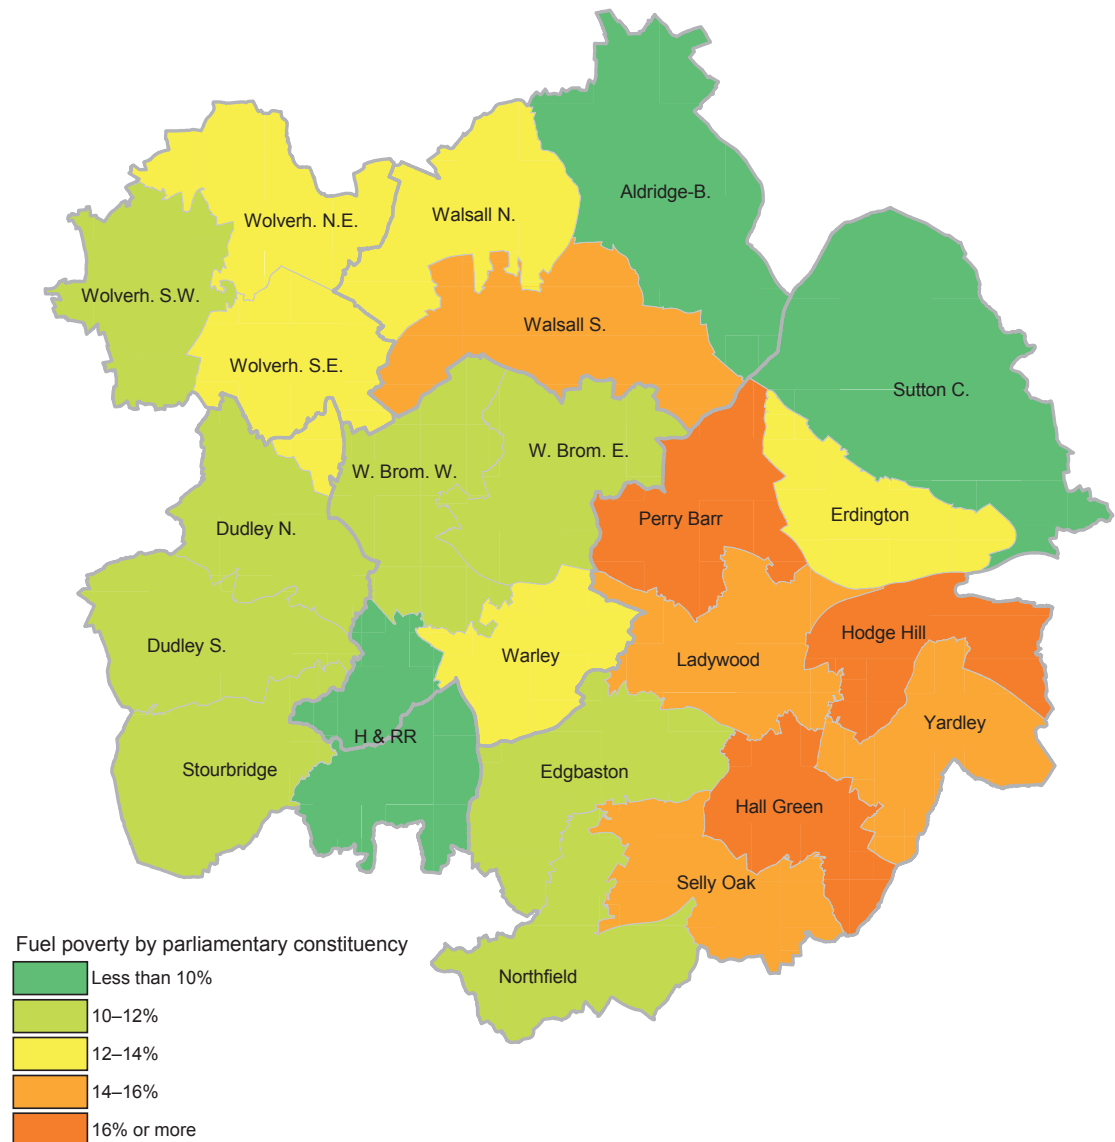 Aldridge-B.
Walsall N.
Wolverh. N.E.
Wolverh. S.W.
Walsall S.
Wolverh. S.E.
Sutton C.
W. Brom. E.
W. Brom. W.
Perry Barr
Erdington
Dudley N.
Hodge Hill
Dudley S.
Warley
Ladywood
Yardley
H & RR
Stourbridge
Edgbaston
Hall Green
Selly Oak
Northfield
Fuel poverty by parliamentary constituency
Less than 10%
10–12%
12–14%
14–16%
16% or more